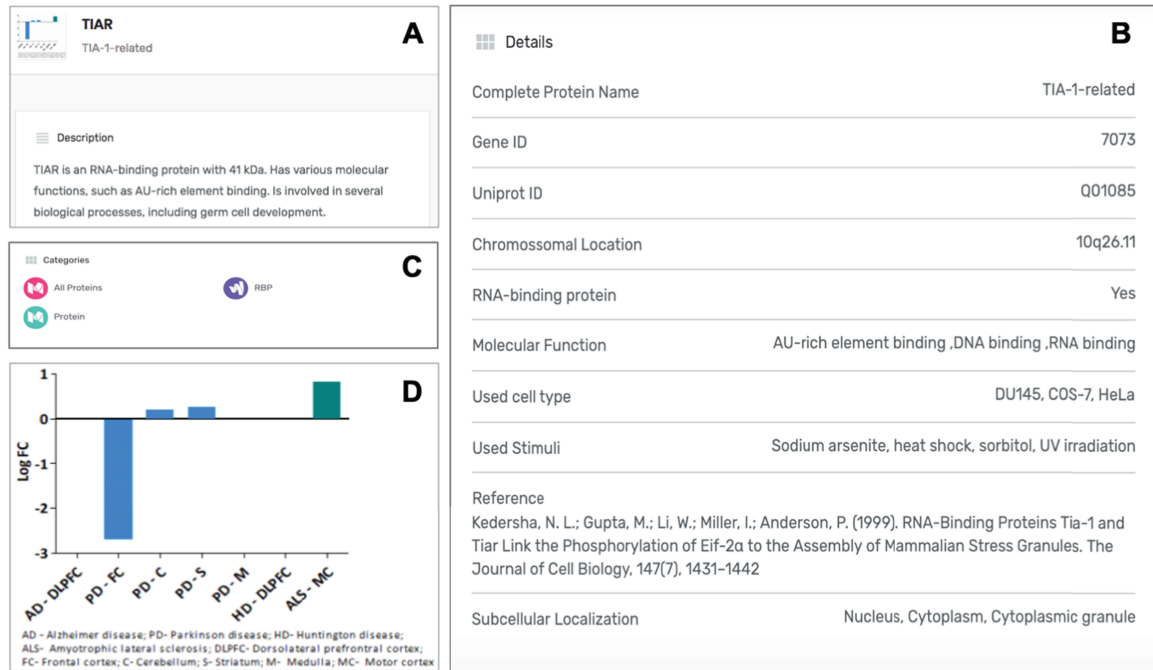 TIAR
TIA-1-related
A
Description
TIAR is an RNA-binding protein with 41 kDa. Has various molecular
functions, such as AU-rich element binding. Is involved in several
biological processes, including germ cell development.
C
Categories
All Proteins
RBP
Protein
D
1
0
-1
-2
-3
Log FC
AD - DLPFC
PD - FC
PD - C
PD - S
PD - M
HD - DLPFC
ALS - MC
AD - Alzheimer disease; PD- Parkinson disease; HD- Huntington disease;
ALS- Amyotrophic lateral sclerosis; DLPFC- Dorsolateral prefrontal cortex;
FC- Frontal cortex; C- Cerebellum; S- Striatum; M- Medulla; MC- Motor cortex
B
Details
Complete Protein Name TIA-1-related
Gene ID 7073
Uniprot ID Q01085
Chromossomal Location 10q26.11
RNA-binding protein Yes
Molecular Function AU-rich element binding ,DNA binding ,RNA binding
Used cell type DU145, COS-7, HeLa
Used Stimuli Sodium arsenite, heat shock, sorbitol, UV irradiation
Reference
Kedersha, N. L.; Gupta, M.; Li, W.; Miller, I.; Anderson, P. (1999). RNA-Binding Proteins Tia-1 and
Tiar Link the Phosphorylation of Eif-2α to the Assembly of Mammalian Stress Granules. The
Journal of Cell Biology, 147(7), 1431–1442
Subcellular Localization Nucleus, Cytoplasm, Cytoplasmic granule